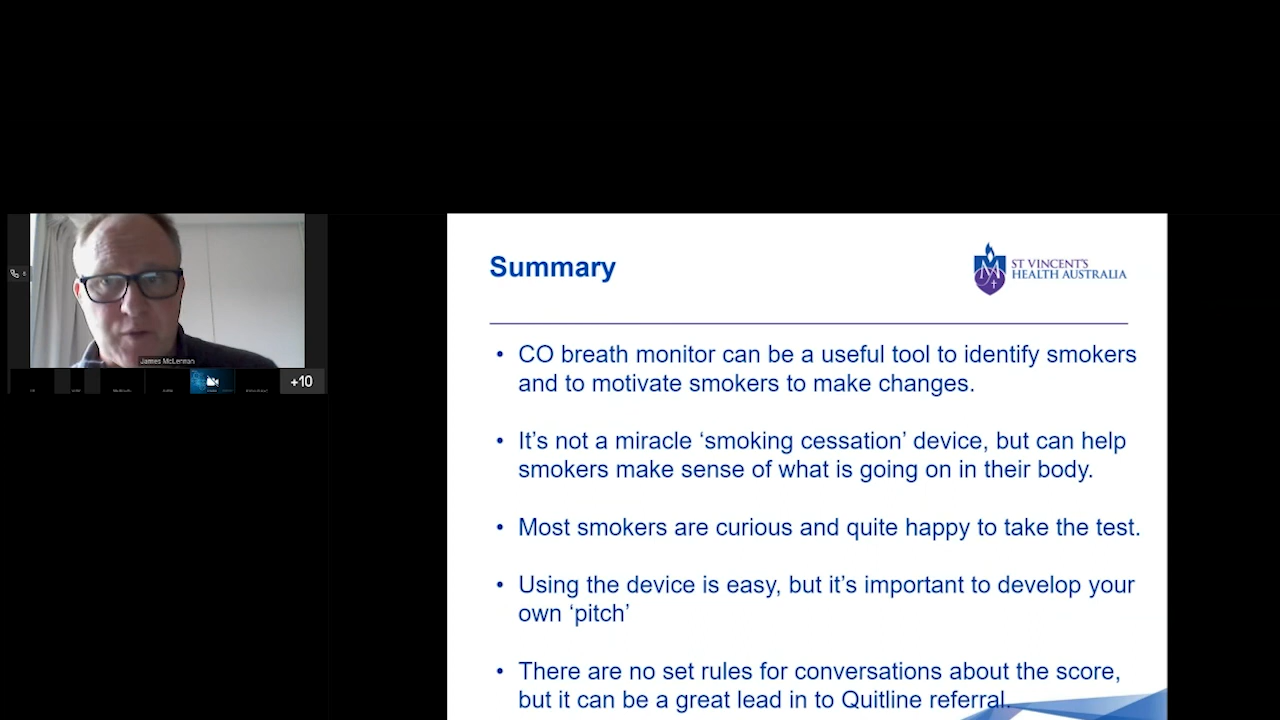 James McLernan
+10
Summary
ST VINCENT'S
HEALTH AUSTRALIA
• CO breath monitor can be a useful tool to identify smokers
and to motivate smokers to make changes.
• It's not a miracle ‘smoking cessation’ device, but can help
smokers make sense of what is going on in their body.
• Most smokers are curious and quite happy to take the test.
• Using the device is easy, but it's important to develop your
own ‘pitch’
• There are no set rules for conversations about the score,
but it can be a great lead in to Quitline referral.